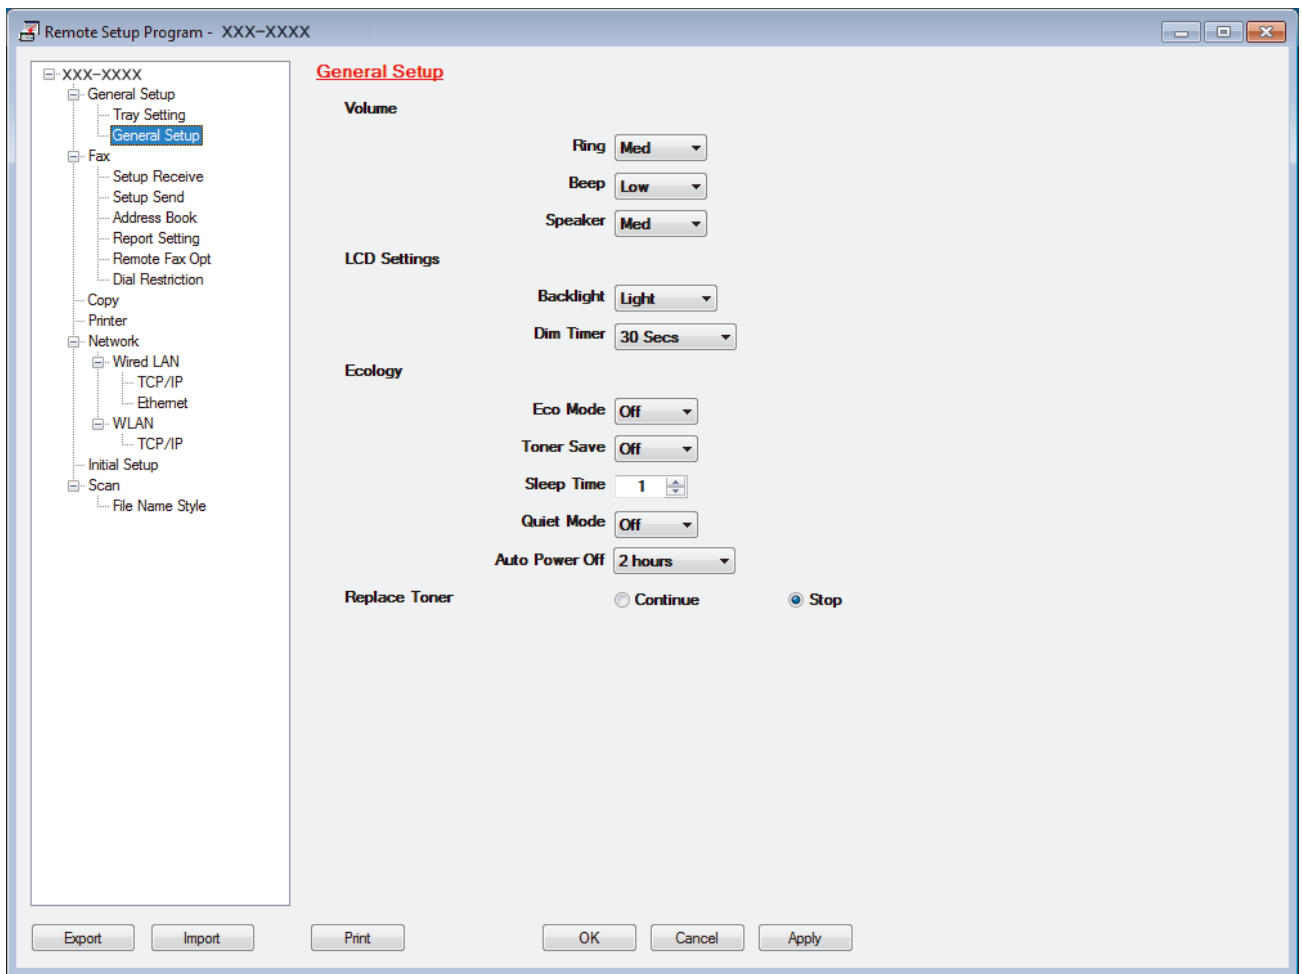 Remote Setup Program - XXX-XXXX
XXX-XXXX
General Setup
Tray Setting
General Setup
Fax
Setup Receive
Setup Send
Address Book
Report Setting
Remote Fax Opt
Dial Restriction
Copy
Printer
Network
Wired LAN
TCP/IP
Ethernet
WLAN
TCP/IP
Initial Setup
Scan
File Name Style
General Setup
Volume
Ring Med
Beep Low
Speaker Med
LCD Settings
Backlight Light
Dim Timer 30 Secs
Ecology
Eco Mode Off
Toner Save Off
Sleep Time 1
Quiet Mode Off
Auto Power Off 2 hours
Replace Toner Continue Stop
Export Import Print OK Cancel Apply